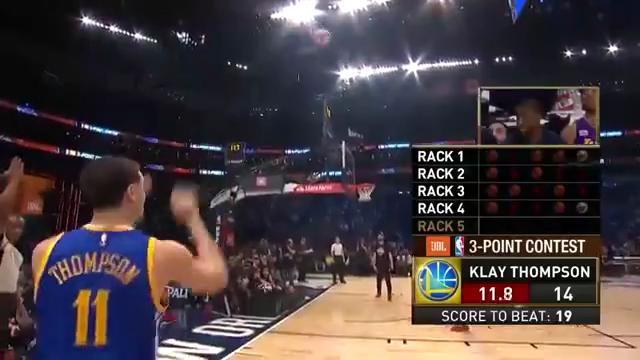 RACK 1
RACK 2
RACK 3
RACK 4
RACK 5
JBL 3-POINT CONTEST
KLAY THOMPSON
11.8 14
SCORE TO BEAT: 19
THOMPSON
11